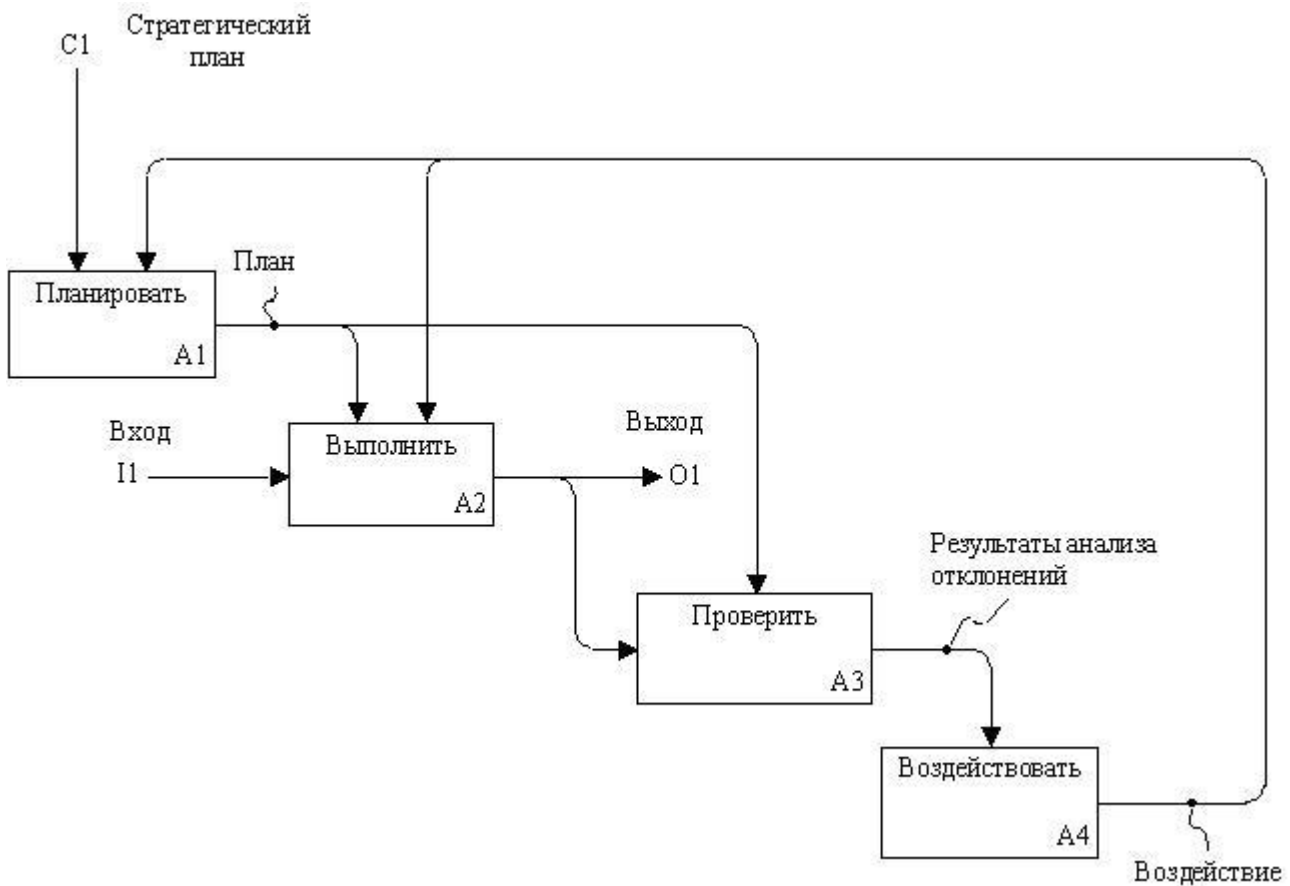 C1
Стратегический
план
План
Планировать
A1
Вход
I1
Выполнить
A2
Выход
O1
Результаты анализа
отклонений
Проверить
A3
Воздействовать
A4
Воздействие